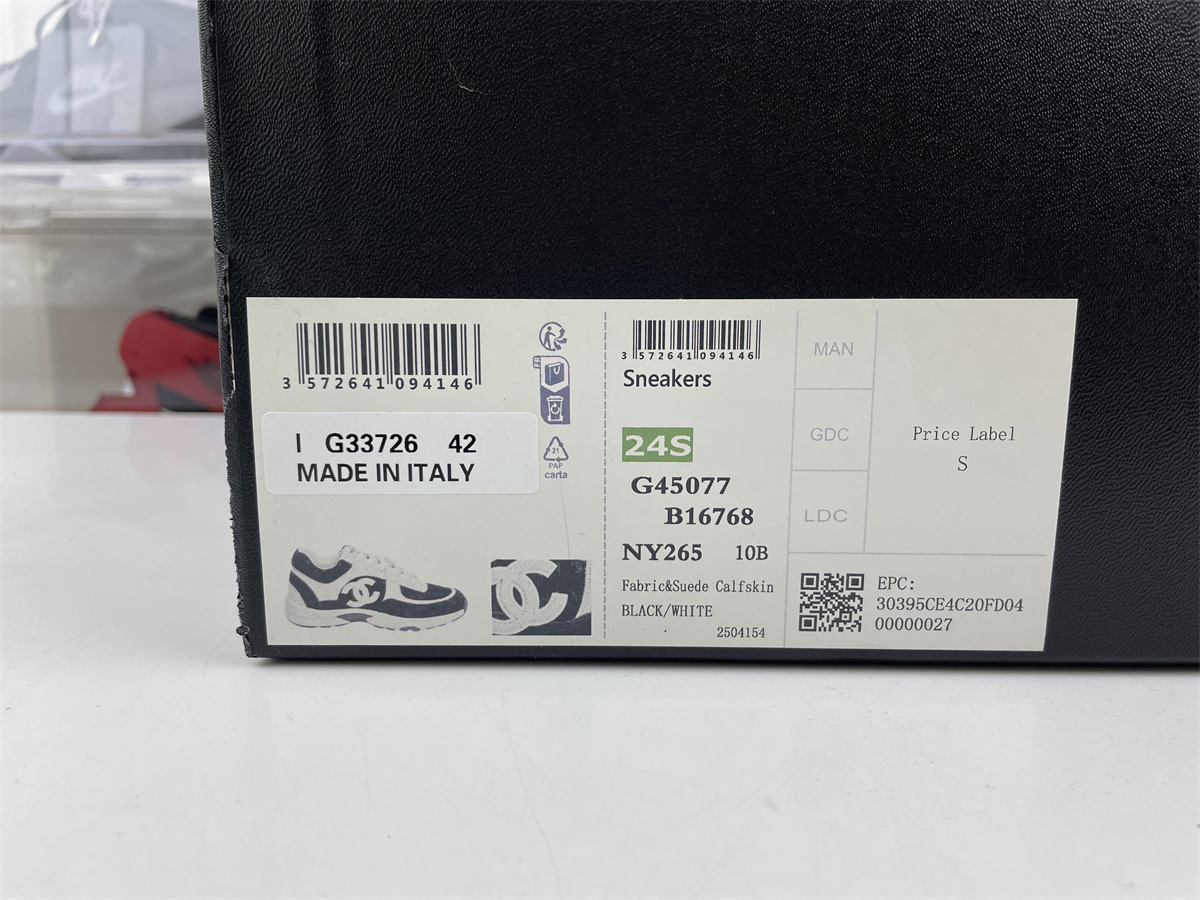 3 572641 094146
I G33726 42
MADE IN ITALY
FR
21
PAP
carta
3 572641 094146
Sneakers
24S
G45077
B16768
NY265 10B
Fabric&Suede Calfskin
BLACK/WHITE
2504154
MAN
GDC
LDC
Price Label
S
EPC:
30395CE4C20FD04
00000027